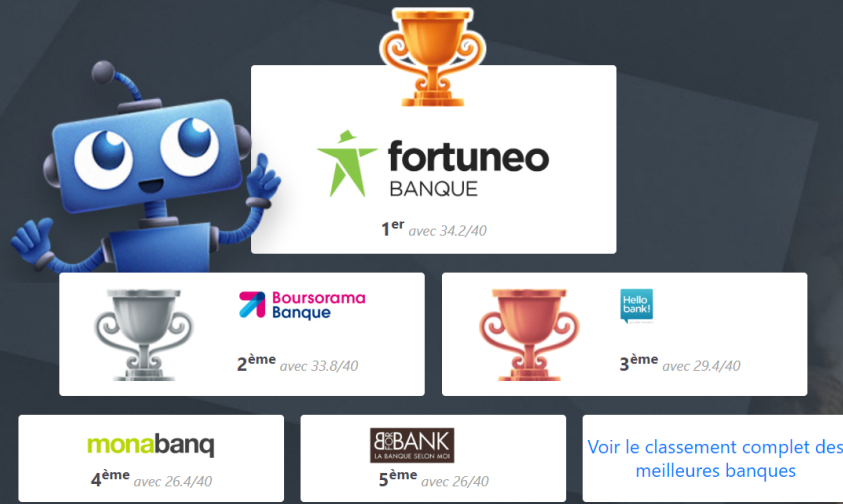 fortuneo
BANQUE
1er avec 34.2/40
Boursorama
Banque
2ème avec 33.8/40
Hello
bank!
3ème avec 29.4/40
monabanq
4ème avec 26.4/40
BforBANK
LA BANQUE SELON MOI
5ème avec 26/40
Voir le classement complet des
meilleures banques